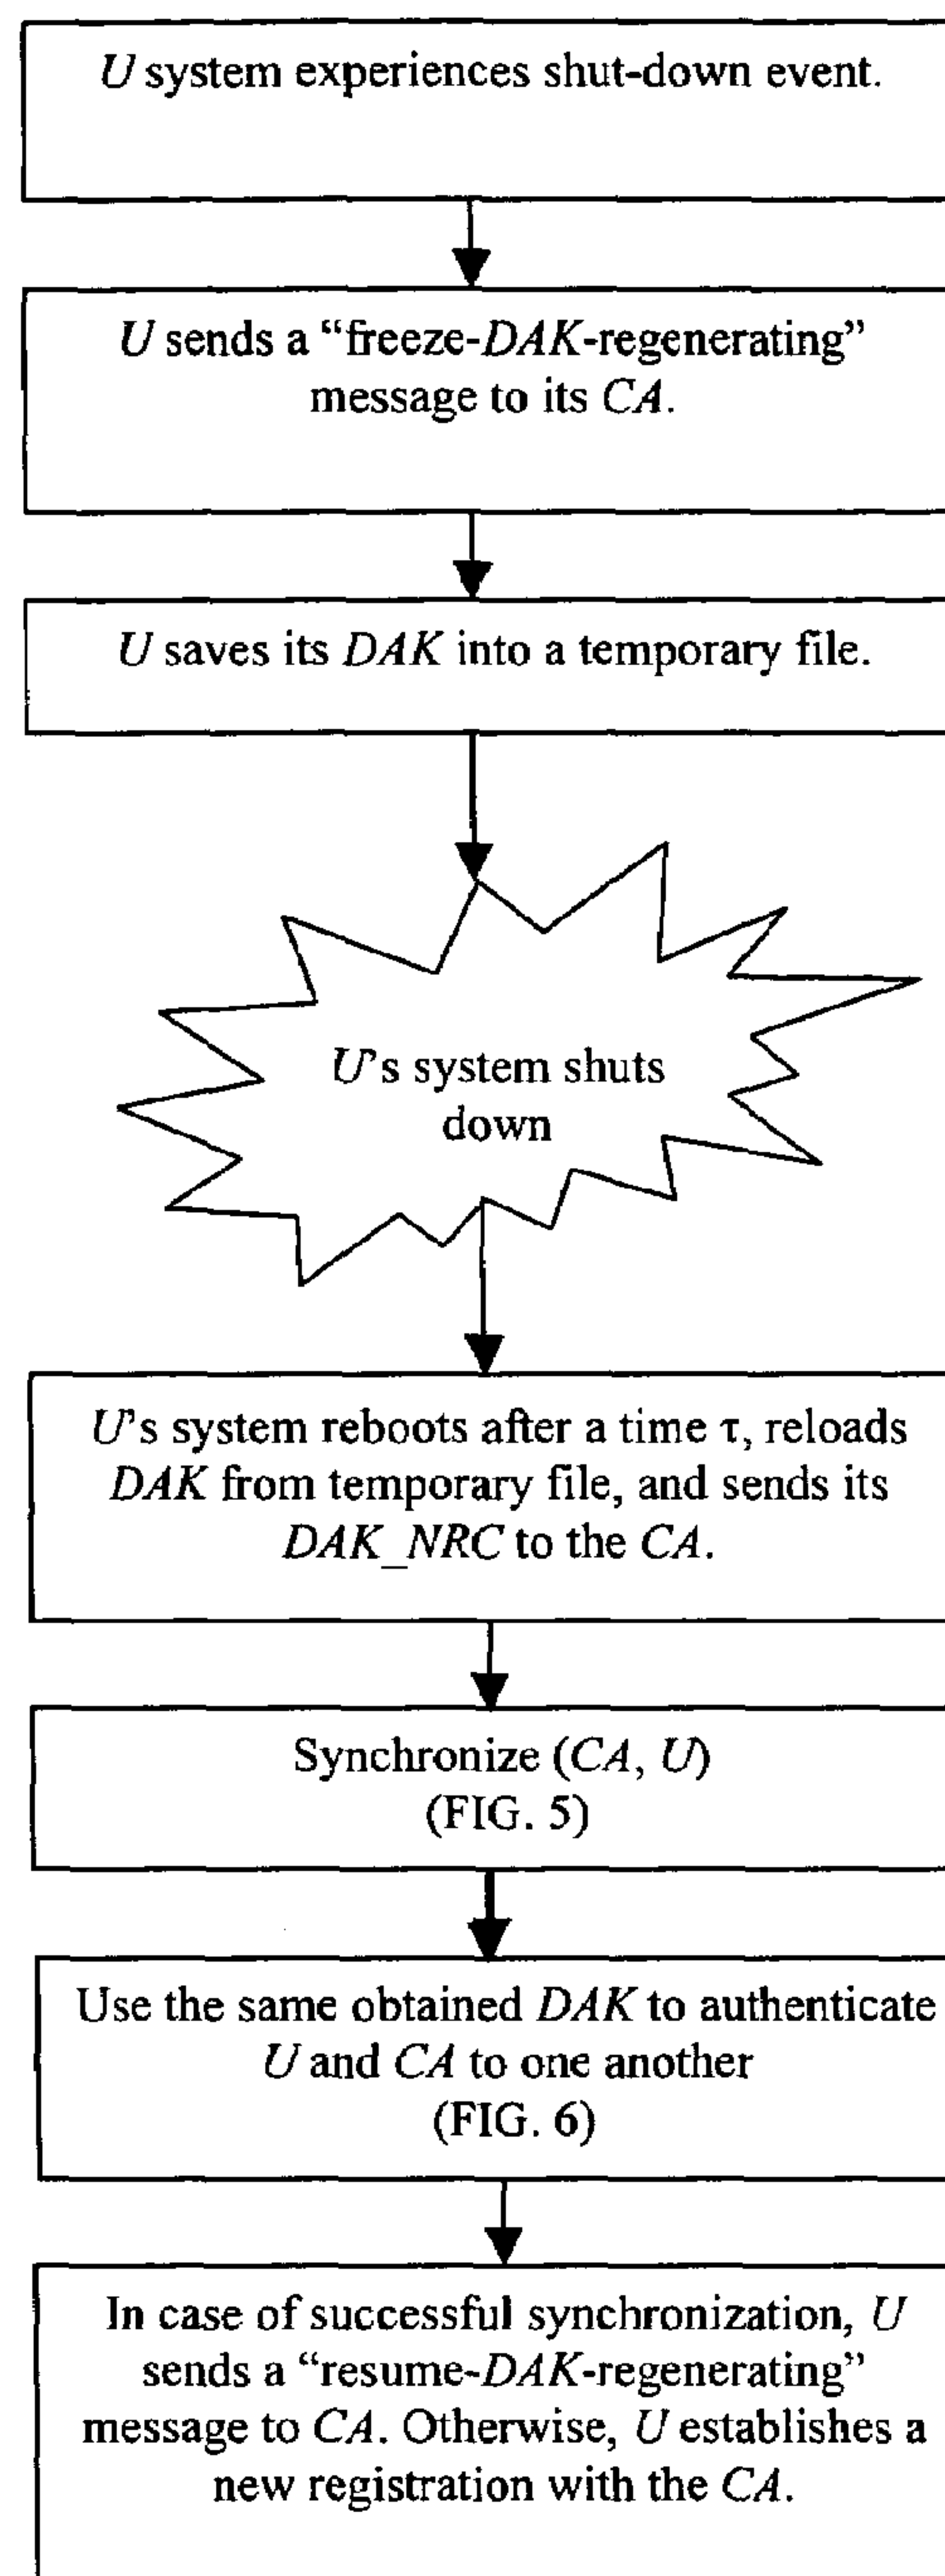 U system experiences shut-down event.
U sends a “freeze-DAK-regenerating”
message to its CA.
U saves its DAK into a temporary file.
U's system shuts
down
U's system reboots after a time τ, reloads
DAK from temporary file, and sends its
DAK_NRC to the CA.
Synchronize (CA, U)
(FIG. 5)
Use the same obtained DAK to authenticate
U and CA to one another
(FIG. 6)
In case of successful synchronization, U
sends a “resume-DAK-regenerating”
message to CA. Otherwise, U establishes a
new registration with the CA.